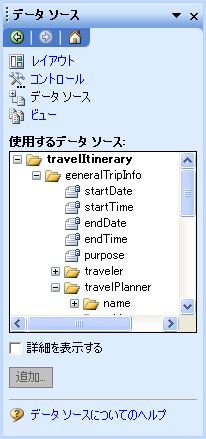 データ ソース
レイアウト
コントロール
データ ソース
ビュー
使用するデータ ソース:
travelItinerary
generalTripInfo
startDate
startTime
endDate
endTime
purpose
traveler
travelPlanner
name
詳細を表示する
追加...
データ ソースについてのヘルプ